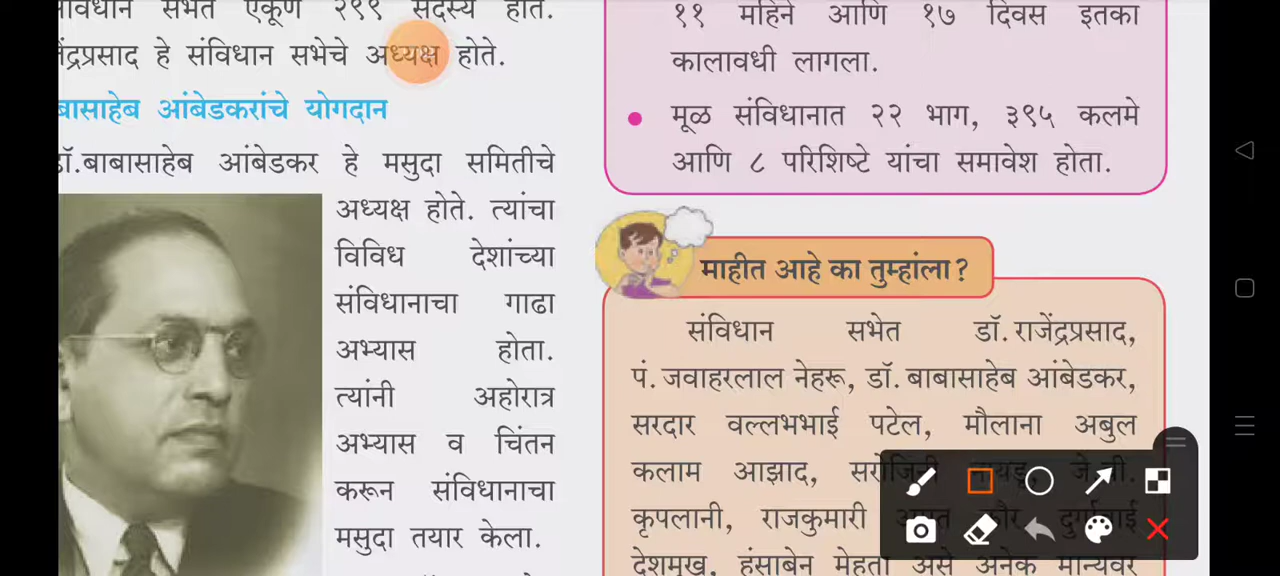 संविधान सभेत एकूण २९९ सदस्य होते.
हे संविधान सभेचे अध्यक्ष होते.
बाबासाहेब आंबेडकरांचे योगदान
डॉ.बाबासाहेब आंबेडकर हे मसुदा समितीचे
अध्यक्ष होते. त्यांचा
विविध देशांच्या
संविधानाचा गाढा
अभ्यास होता.
त्यांनी अहोरात्र
अभ्यास व चिंतन
करून संविधानाचा
मसुदा तयार केला.
११ महिने आणि १७ दिवस इतका
कालावधी लागला.
मूळ संविधानात २२ भाग, ३९५ कलमे
आणि ८ परिशिष्टे यांचा समावेश होता.
माहीत आहे का तुम्हांला?
संविधान सभेत डॉ. राजेंद्रप्रसाद,
पं. जवाहरलाल नेहरू, डॉ. बाबासाहेब आंबेडकर,
सरदार वल्लभभाई पटेल, मौलाना अबुल
कलाम आझाद, सरोजिनी नायडू, जे.बी.
कृपलानी, राजकुमारी अमृत कौर दुर्गाबाई
देशमुख, हंसाबेन मेहता असे अनेक मान्यवर